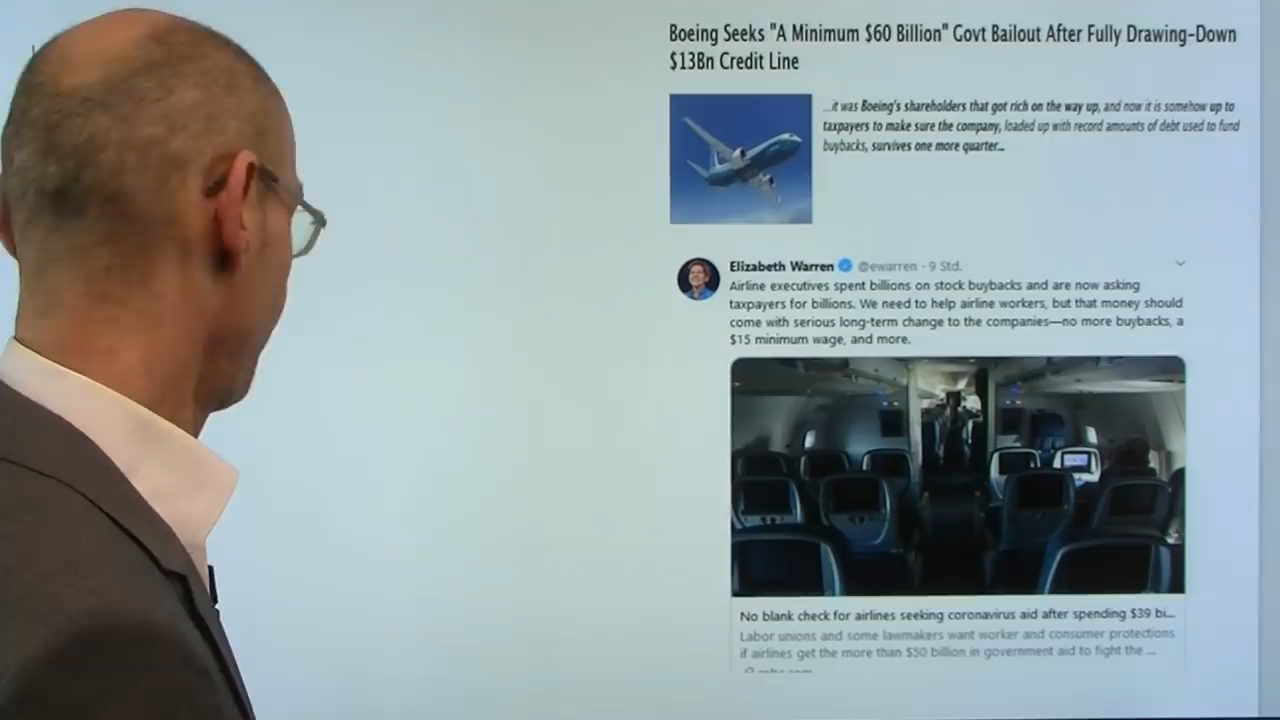 Boeing Seeks "A Minimum $60 Billion" Govt Bailout After Fully Drawing-Down
$13Bn Credit Line
...it was Boeing's shareholders that got rich on the way up, and now it is somehow up to
taxpayers to make sure the company, loaded up with record amounts of debt used to fund
buybacks, survives one more quarter...
Elizabeth Warren @ewarren · 9 Std.
Airline executives spent billions on stock buybacks and are now asking
taxpayers for billions. We need to help airline workers, but that money should
come with serious long-term change to the companies—no more buybacks, a
$15 minimum wage, and more.
No blank check for airlines seeking coronavirus aid after spending $39 bi...
Labor unions and some lawmakers want worker and consumer protections
if airlines get the more than $50 billion in government aid to fight the ...